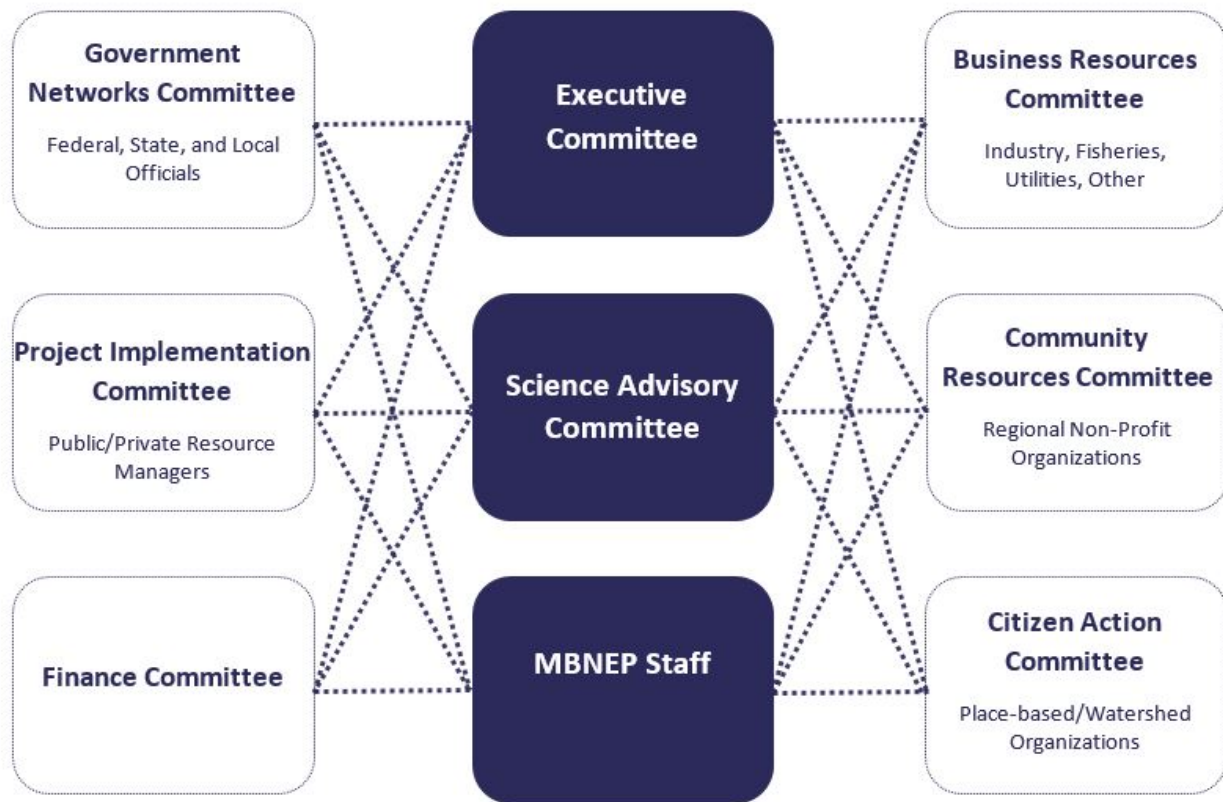 Government
Networks Committee
Federal, State, and Local
Officials
Executive
Committee
Business Resources
Committee
Industry, Fisheries,
Utilities, Other
Project Implementation
Committee
Public/Private Resource
Managers
Science Advisory
Committee
Community
Resources Committee
Regional Non-Profit
Organizations
Finance Committee
MBNEP Staff
Citizen Action
Committee
Place-based/Watershed
Organizations